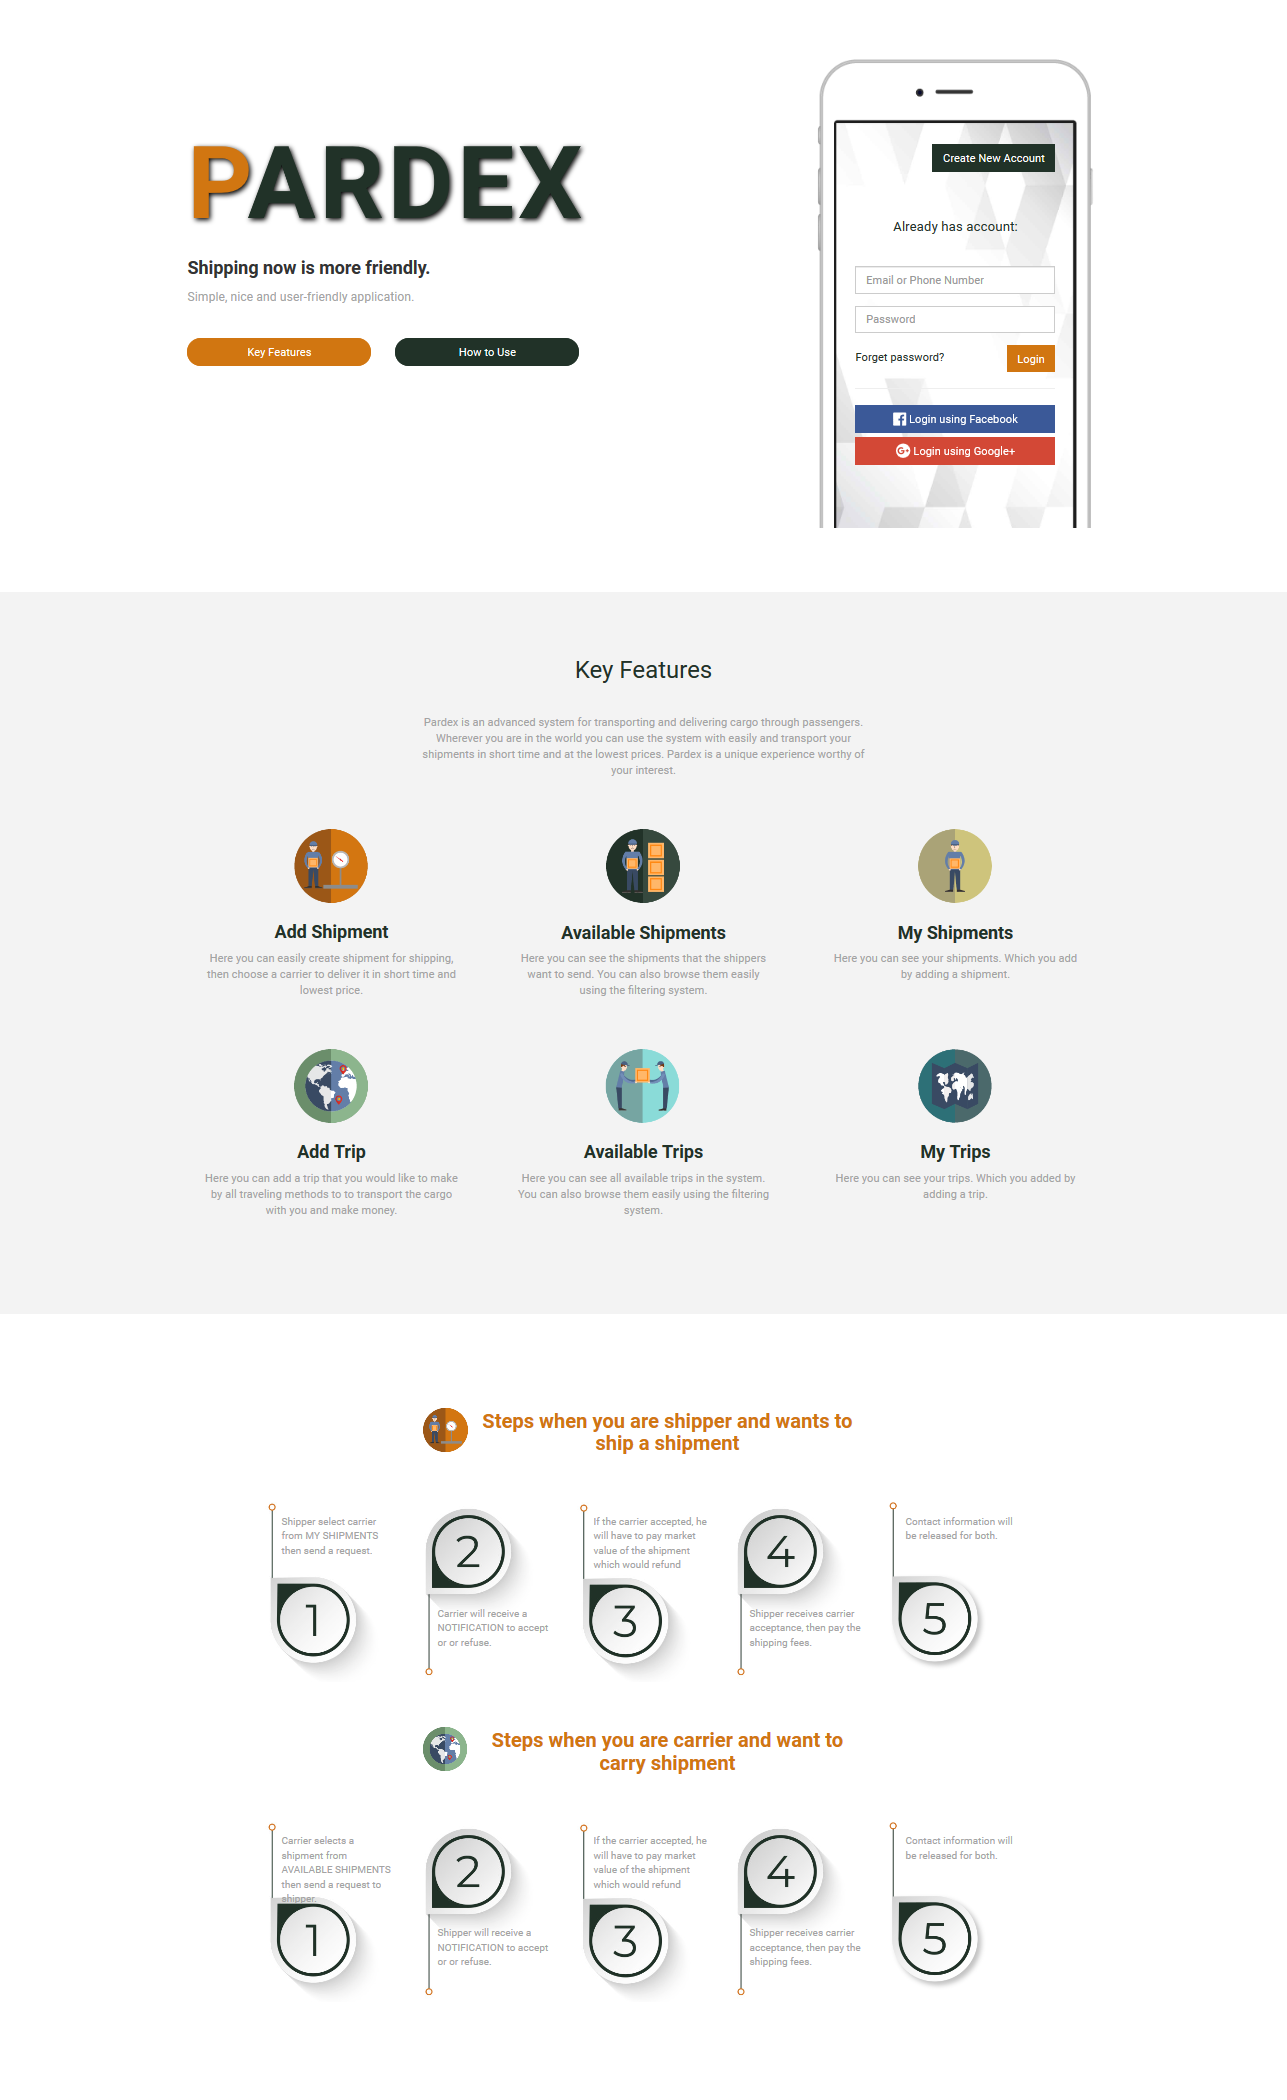 PARDEX
Shipping now is more friendly.
Simple, nice and user-friendly application.
Key Features
How to Use
Create New Account
Already has account:
Email or Phone Number
Password
Forget password?
Login
Login using Facebook
Login using Google+
Key Features
Pardex is an advanced system for transporting and delivering cargo through passengers.
Wherever you are in the world you can use the system with easily and transport your
shipments in short time and at the lowest prices. Pardex is a unique experience worthy of
your interest.
Add Shipment
Here you can easily create shipment for shipping,
then choose a carrier to deliver it in short time and
lowest price.
Available Shipments
Here you can see the shipments that the shippers
want to send. You can also browse them easily
using the filtering system.
My Shipments
Here you can see your shipments. Which you add
by adding a shipment.
Add Trip
Here you can add a trip that you would like to make
by all traveling methods to to transport the cargo
with you and make money.
Available Trips
Here you can see all available trips in the system.
You can also browse them easily using the filtering
system.
My Trips
Here you can see your trips. Which you added by
adding a trip.
Steps when you are shipper and wants to
ship a shipment
Shipper select carrier
from MY SHIPMENTS
then send a request.
1
2
Carrier will receive a
NOTIFICATION to accept
or or refuse.
If the carrier accepted, he
will have to pay market
value of the shipment
which would refund
3
4
Shipper receives carrier
acceptance, then pay the
shipping fees.
Contact information will
be released for both.
5
Steps when you are carrier and want to
carry shipment
Carrier selects a
shipment from
AVAILABLE SHIPMENTS
then send a request to
shipper.
1
2
Shipper will receive a
NOTIFICATION to accept
or or refuse.
If the carrier accepted, he
will have to pay market
value of the shipment
which would refund
3
4
Shipper receives carrier
acceptance, then pay the
shipping fees.
Contact information will
be released for both.
5